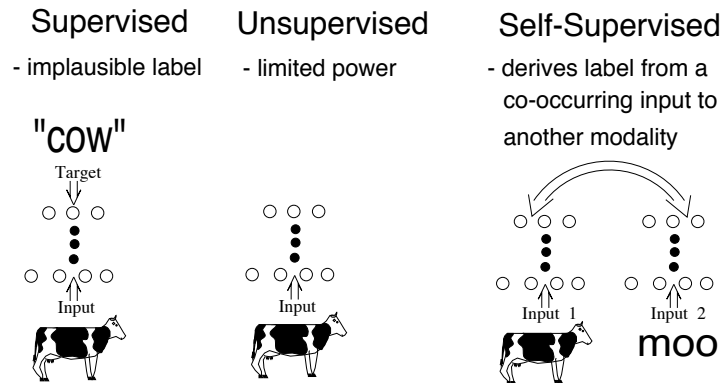 Supervised
- implausible label
"cow"
Target
Input
Unsupervised
- limited power
Input
Self-Supervised
- derives label from a
co-occurring input to
another modality
Input 1
Input 2
moo